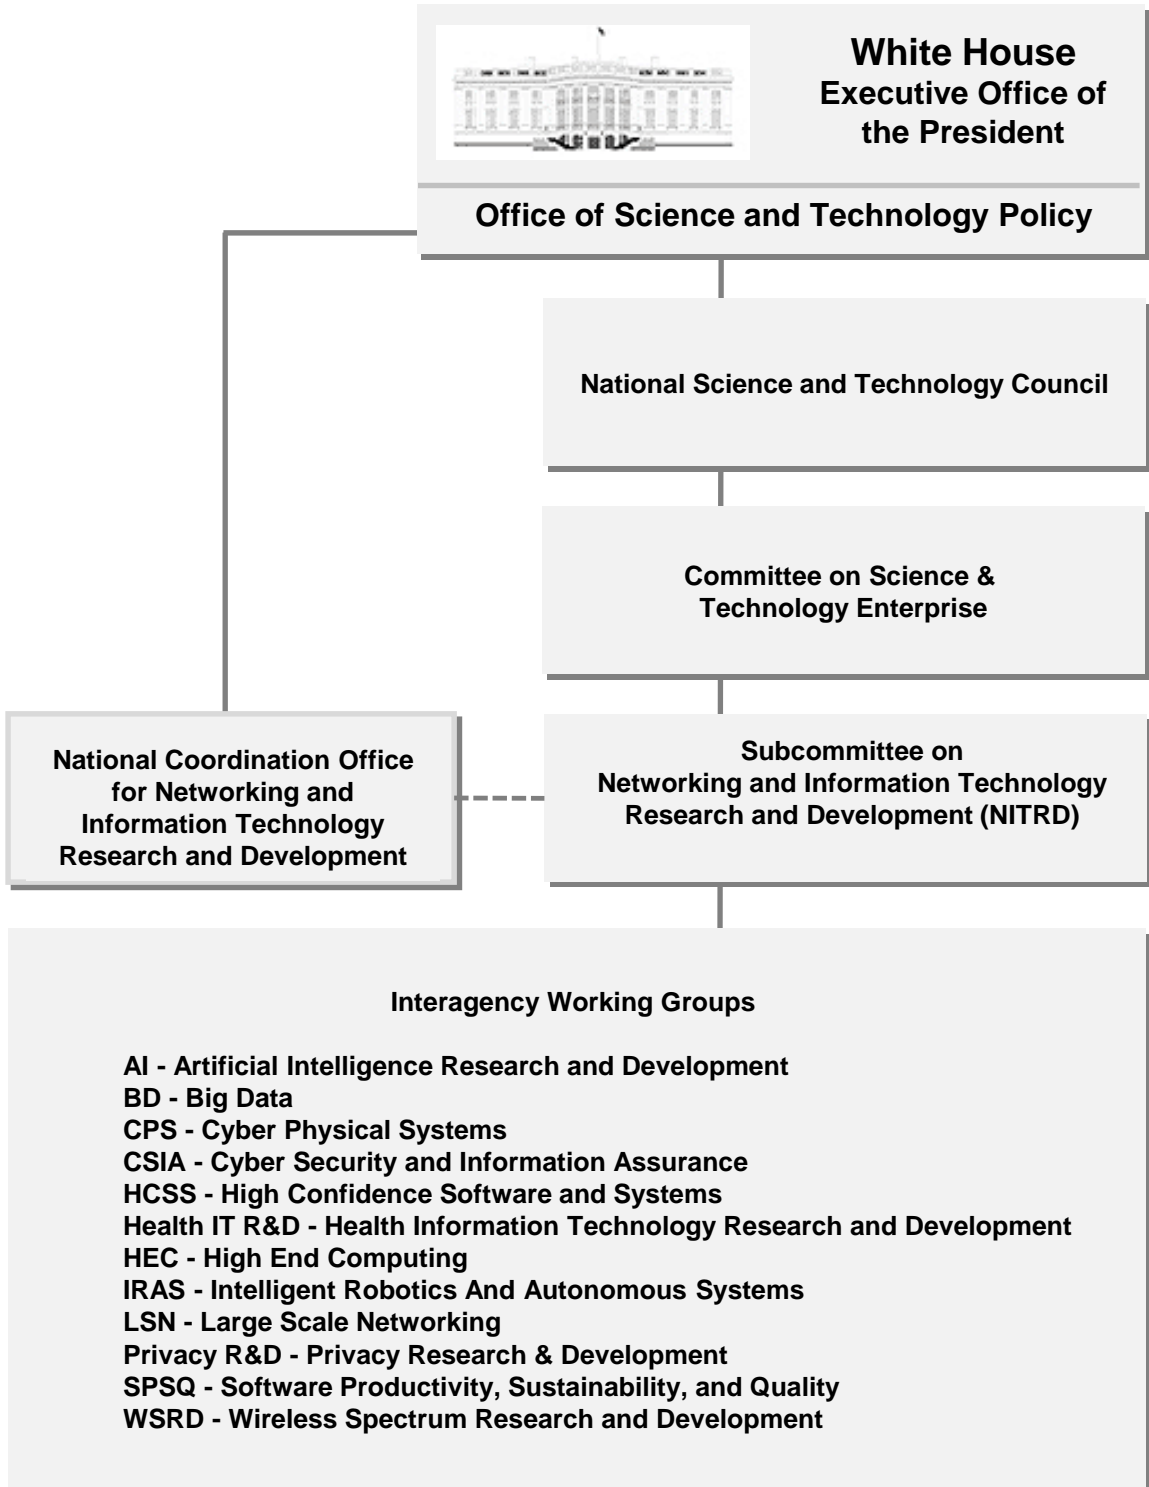 White House
Executive Office of
the President
Office of Science and Technology Policy
National Science and Technology Council
Committee on Science &
Technology Enterprise
National Coordination Office
for Networking and
Information Technology
Research and Development
Subcommittee on
Networking and Information Technology
Research and Development (NITRD)
Interagency Working Groups
AI - Artificial Intelligence Research and Development
BD - Big Data
CPS - Cyber Physical Systems
CSIA - Cyber Security and Information Assurance
HCSS - High Confidence Software and Systems
Health IT R&D - Health Information Technology Research and Development
HEC - High End Computing
IRAS - Intelligent Robotics And Autonomous Systems
LSN - Large Scale Networking
Privacy R&D - Privacy Research & Development
SPSQ - Software Productivity, Sustainability, and Quality
WSRD - Wireless Spectrum Research and Development